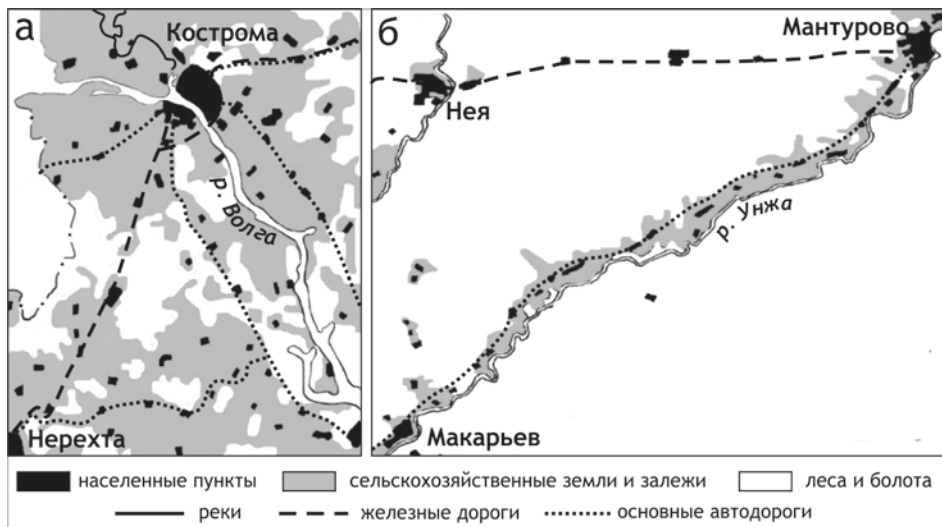 а
Кострома
р. Волга
Нерехта
б
Мантурово
Нея
р. Унжа
Макарьев
населенные пункты
сельскохозяйственные земли и залежи
леса и болота
реки
железные дороги
основные автодороги